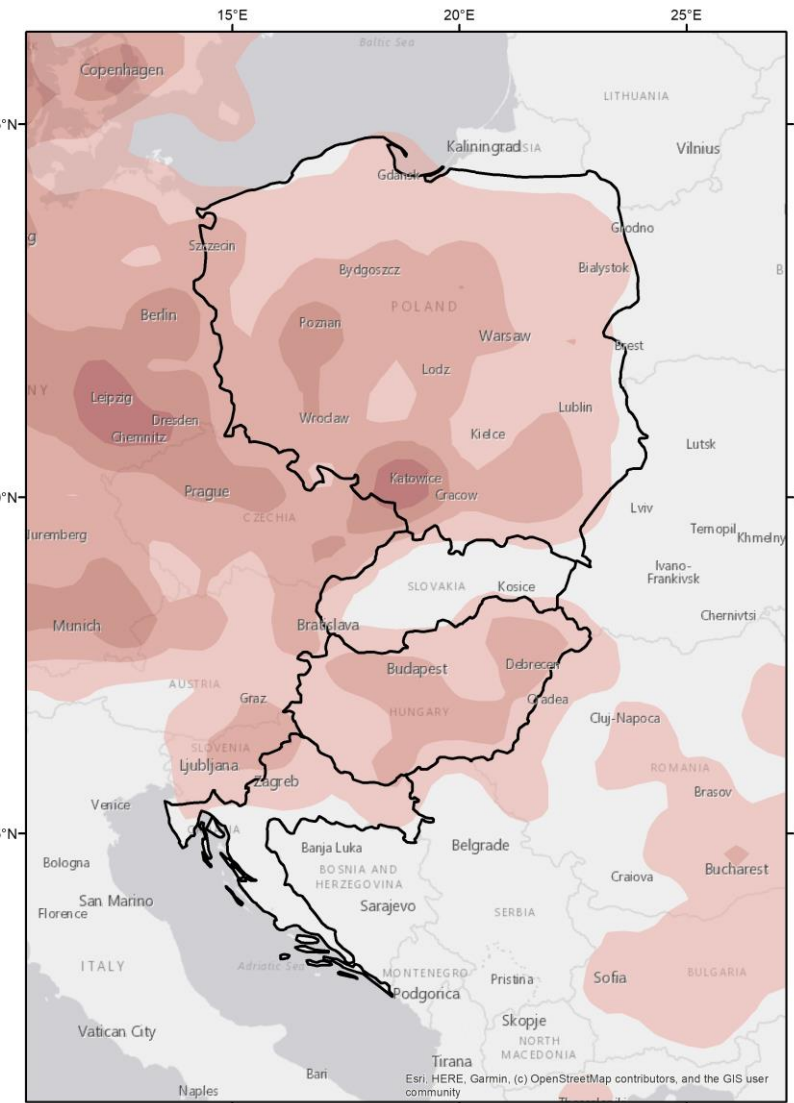 15°E 20°E 25°E
Baltic Sea
Copenhagen
LITHUANIA
Kaliningrad
SIA
Vilnius
°N
Gdansk
Grodno
g
Szczecin
Bydgoszcz
Bialystok
B
POLAND
Berlin
Poznan
Warsaw
Brest
Lodz
NY
Leipzig
Lublin
Dresden
Wroclaw
Kielce
Chemnitz
Lutsk
Katowice
Prague
Cracow
0°N
CZECHIA
Lviv
Ternopil
Khmelny
Nuremberg
Ivano-
Frankivsk
SLOVAKIA
Kosice
Chernivtsi
Munich
Bratislava
Budapest
Debrecen
AUSTRIA
Graz
Oradea
HUNGARY
Cluj-Napoca
SLOVENIA
Ljubljana
ROMANIA
Zagreb
Brasov
Venice
°N
Banja Luka
Belgrade
Bologna
BOSNIA AND
HERZEGOVINA
Bucharest
Craiova
San Marino
Sarajevo
Florence
SERBIA
ITALY
Adriatic Sea
MONTENEGRO
Pristina
Sofia
BULGARIA
Podgorica
Skopje
Vatican City
NORTH
MACEDONIA
Tirana
Bari
Esri, HERE, Garmin, (c) OpenStreetMap contributors, and the GIS user
community
Naples